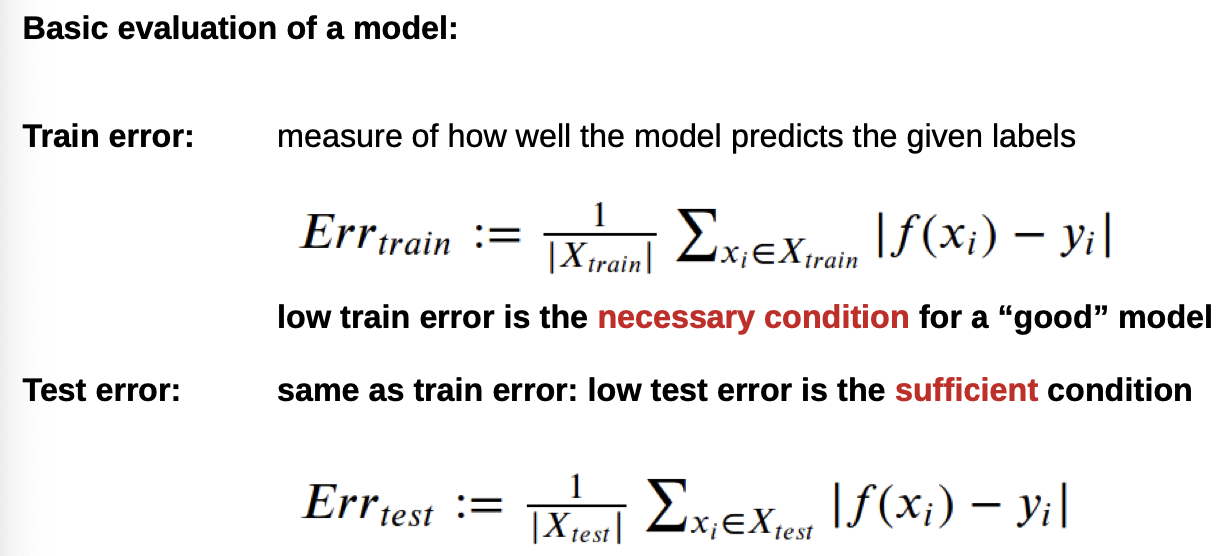 Basic evaluation of a model:
Train error: measure of how well the model predicts the given labels
Err_{train} := \frac{1}{|X_{train}|} \sum_{x_i \in X_{train}} |f(x_i) - y_i|
low train error is the necessary condition for a “good” model
Test error: same as train error: low test error is the sufficient condition
Err_{test} := \frac{1}{|X_{test}|} \sum_{x_i \in X_{test}} |f(x_i) - y_i|